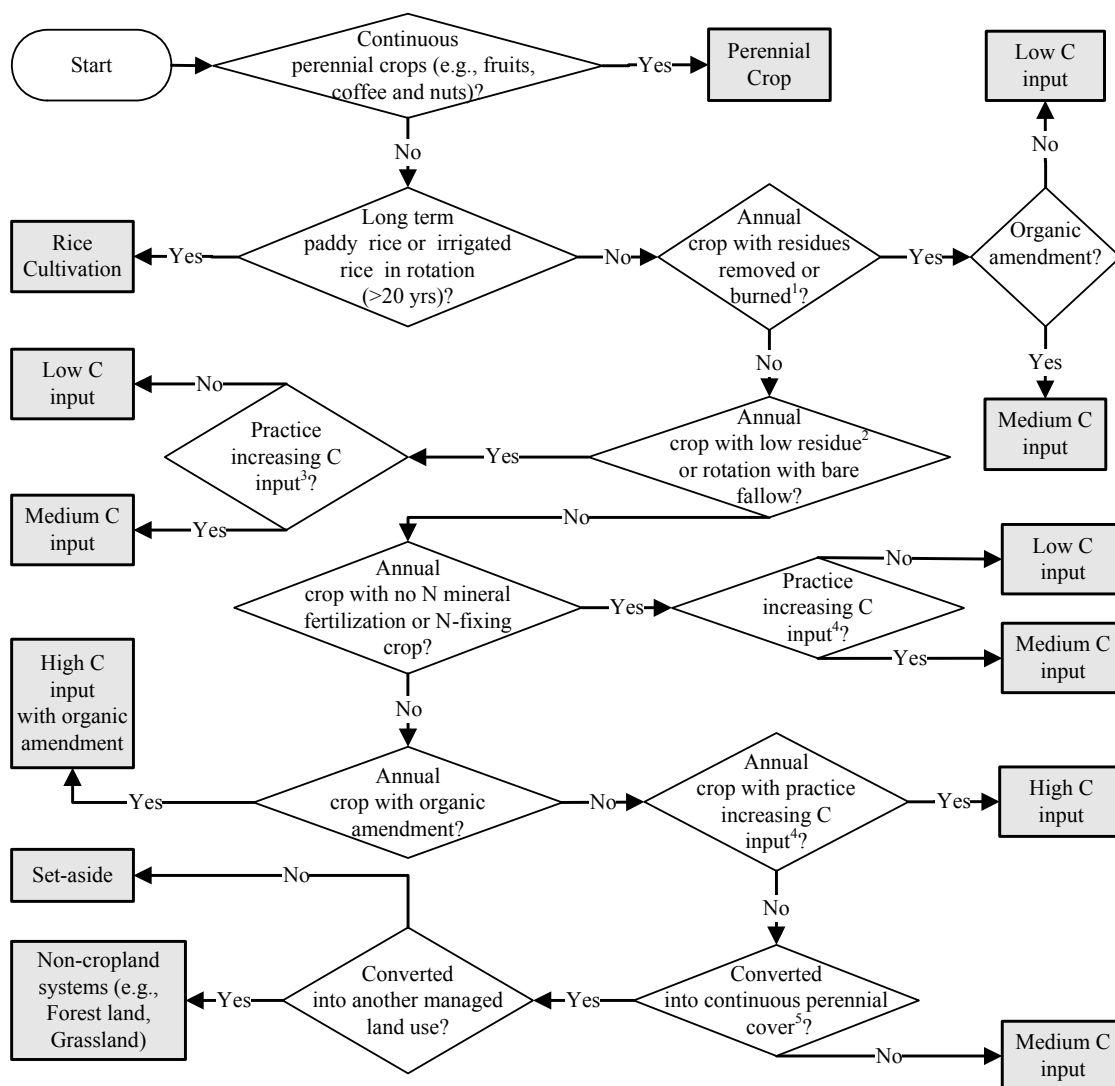 Start
Continuous
perennial crops (e.g., fruits,
coffee and nuts)?
Yes
Perennial
Crop
Low C
input
No
No
Long term
paddy rice or irrigated
rice in rotation
(>20 yrs)?
Yes
Rice
Cultivation
No
Annual
crop with residues
removed or
burned¹?
Yes
Organic
amendment?
Yes
Medium C
input
No
Annual
crop with low residue²
or rotation with bare
fallow?
Yes
Practice
increasing C
input³?
No
Low C
input
Yes
Medium C
input
No
Annual
crop with no N mineral
fertilization or N-fixing
crop?
Yes
Practice
increasing C
input⁴?
No
Low C
input
Yes
Medium C
input
No
Annual
crop with organic
amendment?
Yes
High C
input
with organic
amendment
No
Annual
crop with practice
increasing C
input⁴?
Yes
High C
input
No
Converted
into continuous perennial
cover⁵?
No
Medium C
input
Yes
Converted
into another managed
land use?
No
Set-aside
Yes
Non-cropland
systems (e.g.,
Forest land,
Grassland)